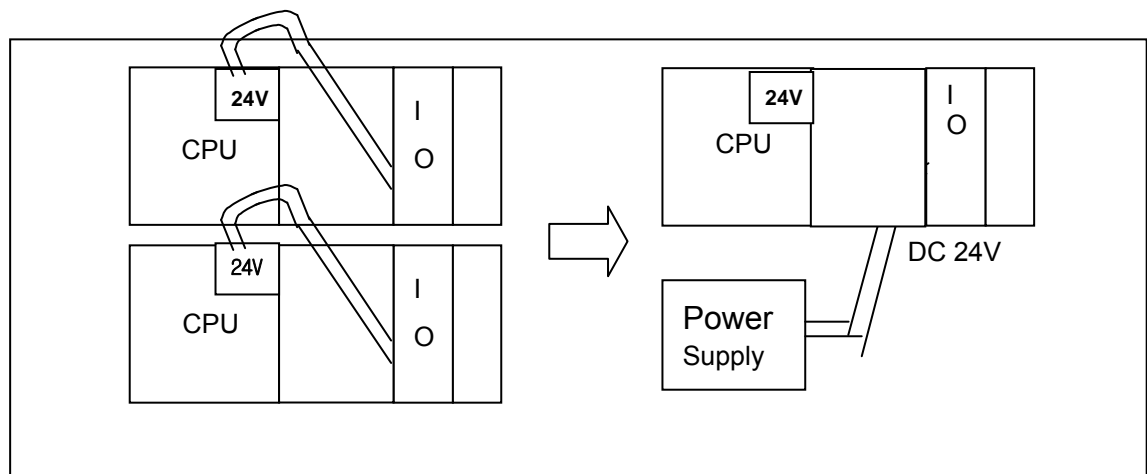 24V
CPU
I
O
24V
CPU
I
O
24V
CPU
I
O
DC 24V
Power
Supply